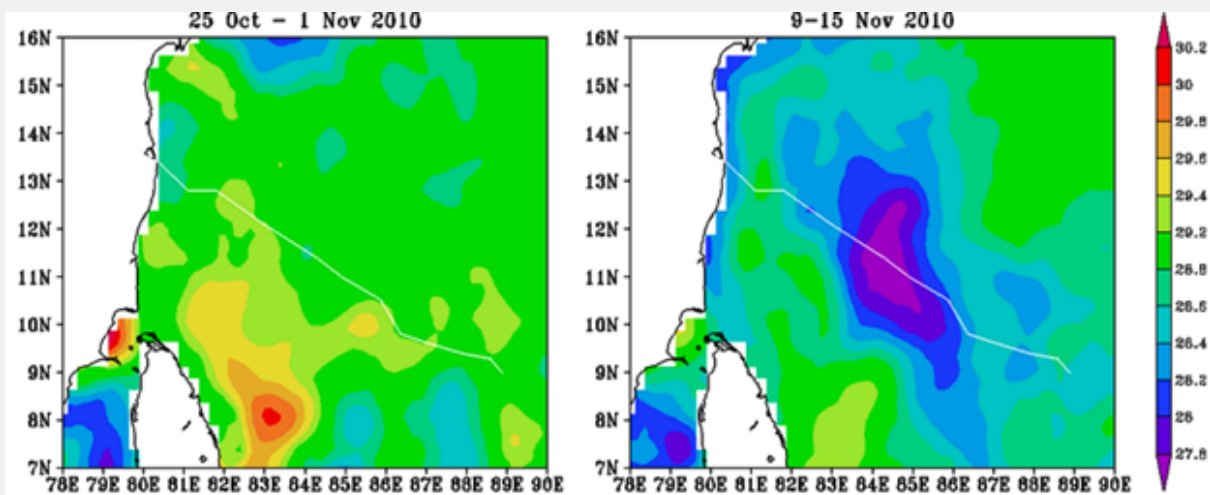 25 Oct - 1 Nov 2010
9-15 Nov 2010
16N
15N
14N
13N
12N
11N
10N
9N
8N
7N
78E 79E 80E 81E 82E 83E 84E 85E 86E 87E 88E 89E 90E
16N
15N
14N
13N
12N
11N
10N
9N
8N
7N
78E 79E 80E 81E 82E 83E 84E 85E 86E 87E 88E 89E 90E
30.2
30
29.8
29.6
29.4
29.2
28.8
28.6
28.4
28.2
28
27.8